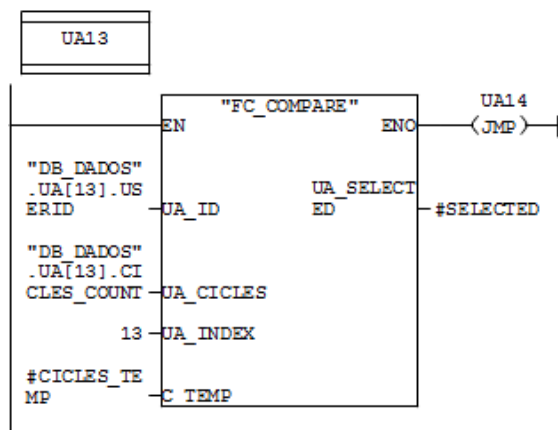 UA13
"FC_COMPARE"
UA14
EN
ENO
(JMP)
"DB_DADOS"
.UA[13].US
ERID
UA_ID
UA_SELECT
ED
#SELECTED
"DB_DADOS"
.UA[13].CI
CLES_COUNT
UA_CICLES
13
UA_INDEX
#CICLES_TE
MP
C_TEMP